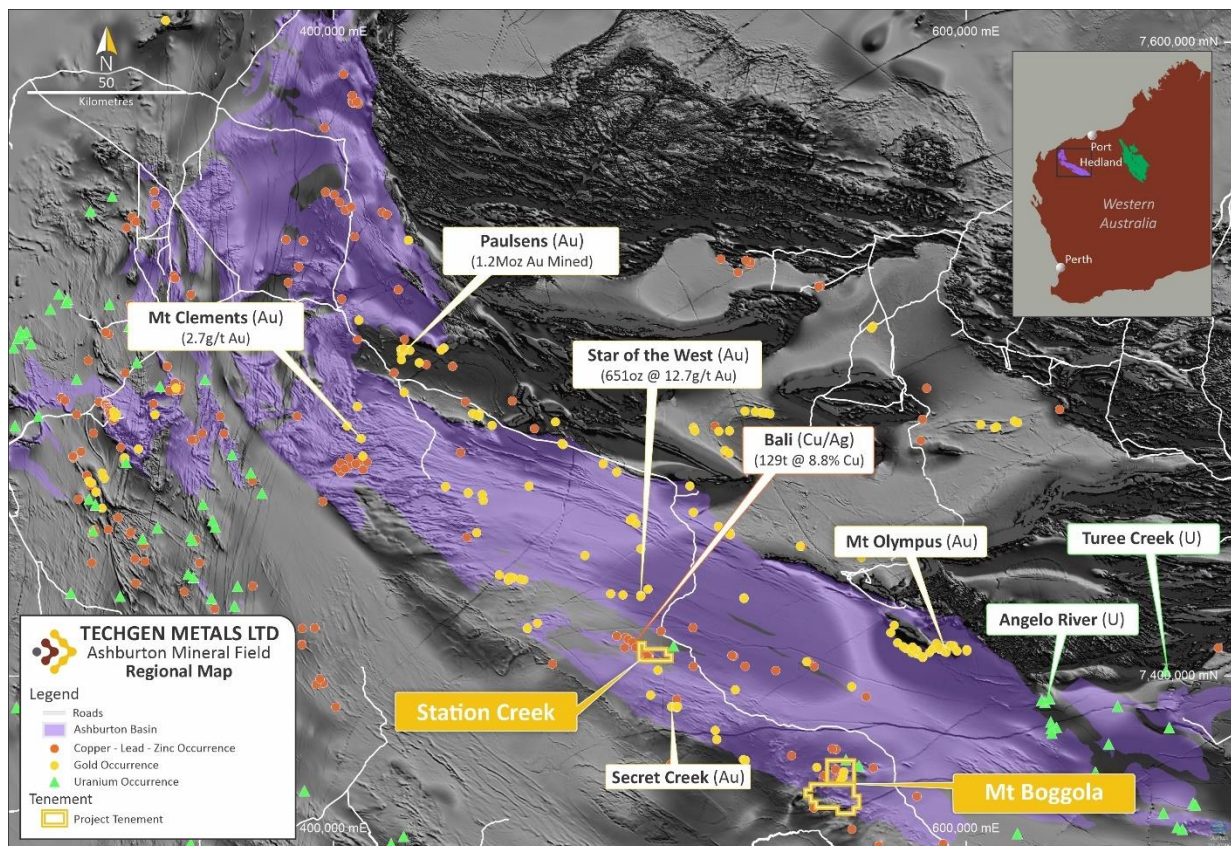 400,000 mE
600,000 mE
7,600,000 mN
N
50
Kilometres
Port
Hedland
Western
Australia
Perth
Paulsens (Au)
(1.2Moz Au Mined)
Mt Clements (Au)
(2.7g/t Au)
Star of the West (Au)
(651oz @ 12.7g/t Au)
Bali (Cu/Ag)
(129t @ 8.8% Cu)
Mt Olympus (Au)
Turee Creek (U)
Angelo River (U)
7,400,000 mN
Station Creek
Secret Creek (Au)
Mt Boggola
TECHGEN METALS LTD
Ashburton Mineral Field
Regional Map
Legend
Roads
Ashburton Basin
Copper - Lead - Zinc Occurrence
Gold Occurrence
Uranium Occurrence
Tenement
Project Tenement
400,000 mE
600,000 mE